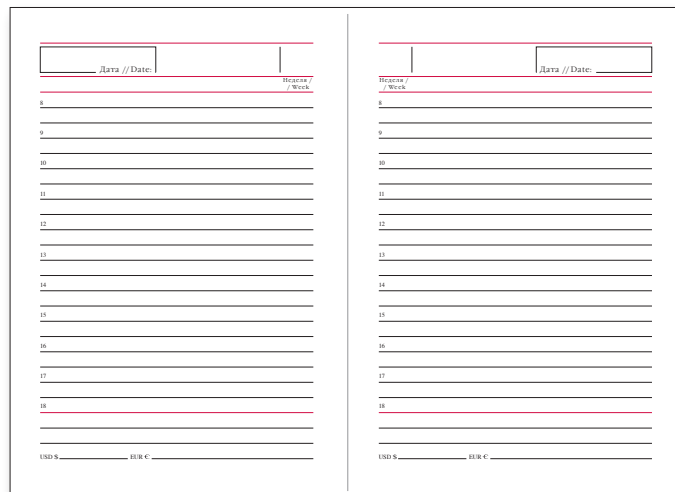 Дата // Date:
Неделя /
/ Week
8
9
10
11
12
13
14
15
16
17
18
USD $ EUR €
Дата // Date:
Неделя /
/ Week
8
9
10
11
12
13
14
15
16
17
18
USD $ EUR €